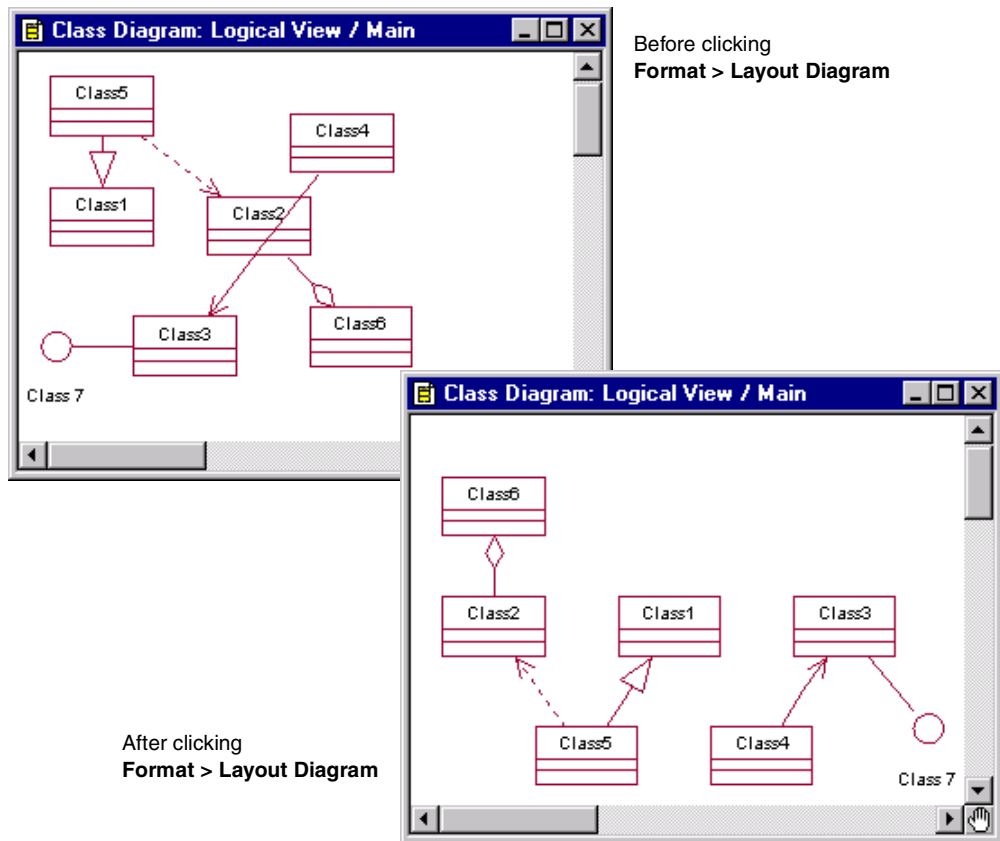 Class Diagram: Logical View / Main
Before clicking
Format > Layout Diagram
Class5
Class4
Class1
Class2
Class3
Class6
Class 7
Class Diagram: Logical View / Main
Class6
Class2
Class1
Class3
Class5
Class4
Class 7
After clicking
Format > Layout Diagram